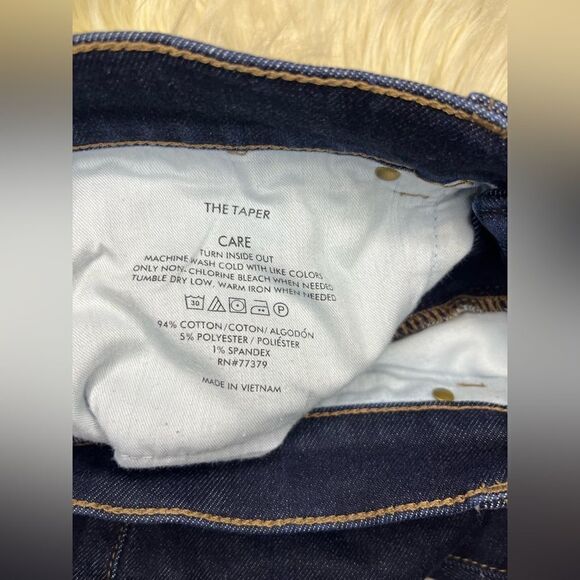 THE TAPER
CARE
TURN INSIDE OUT
MACHINE WASH COLD WITH LIKE COLORS
ONLY NON-CHLORINE BLEACH WHEN NEEDED
TUMBLE DRY LOW, WARM IRON WHEN NEEDED
30 P
94% COTTON/COTON/ALGODÓN
5% POLYESTER/POLIÉSTER
1% SPANDEX
RN#77379
MADE IN VIETNAM